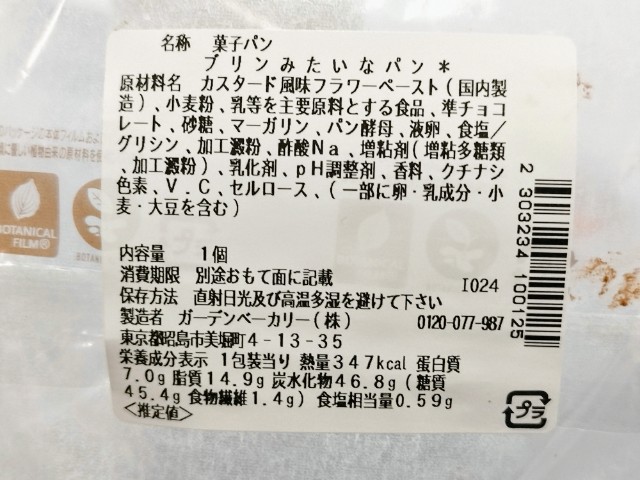 名称 菓子パン
プリンみたいなパン*
原材料名 カスタード風味フラワーペースト(国内製
造)、小麦粉、乳等を主要原料とする食品、準チョコ
レート、砂糖、マーガリン、パン酵母、液卵、食塩/
グリシン、加工澱粉、酢酸Na、増粘剤(増粘多糖類
、加工澱粉)、乳化剤、pH調整剤、香料、クチナシ
色素、V.C、セルロース、(一部に卵・乳成分・小
麦・大豆を含む)
内容量 1個
消費期限 別途おもて面に記載
I024
保存方法 直射日光及び高温多湿を避けて下さい
製造者 ガーデンベーカリー(株) 0120-077-987
東京都昭島市美堀町4-13-35
栄養成分表示 1包装当り 熱量347kcal 蛋白質
7.0g 脂質14.9g 炭水化物46.8g(糖質
45.4g 食物繊維1.4g) 食塩相当量0.59g
<推定値>
プラ
2 303234 100125
BOTANICAL
FILM®